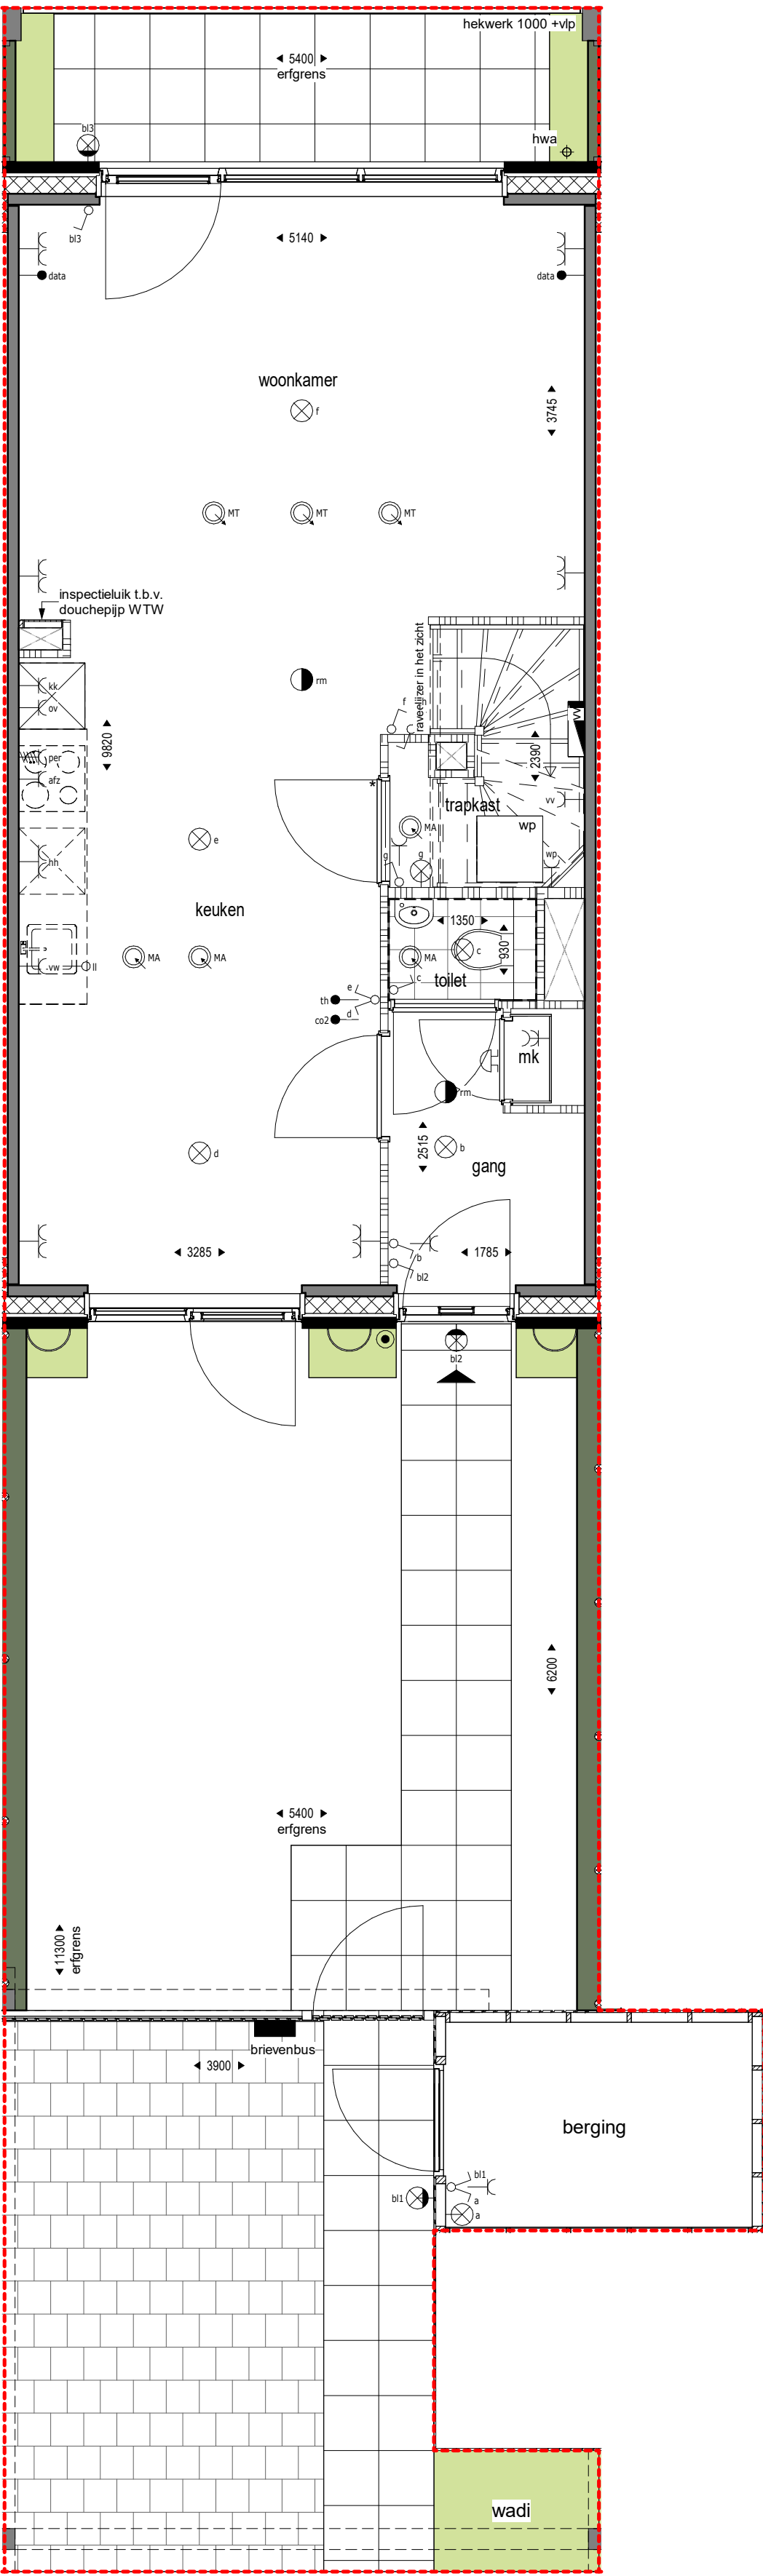 hekwerk 1000 +vlp
5400
erfgrens
bl3
hwa
bl3
5140
data
data
woonkamer
3745
f
MT
MT
MT
inspectieluik t.b.v.
douchepijp WTW
raveelijzer in het zicht
rm
kk
ov
f
h
vv
9820
2390
per
afz
*
trapkast
vv
wp
MA
e
hh
g
g
wp
keuken
1350
930
c
MA
MA
MA
vw
ll
toilet
c
e
th
d
co2
mk
rm
2515
b
d
gang
3285
1785
b
bl2
bl2
6200
5400
erfgrens
11300
erfgrens
brievenbus
3900
berging
bl1
bl1
a
a
wadi